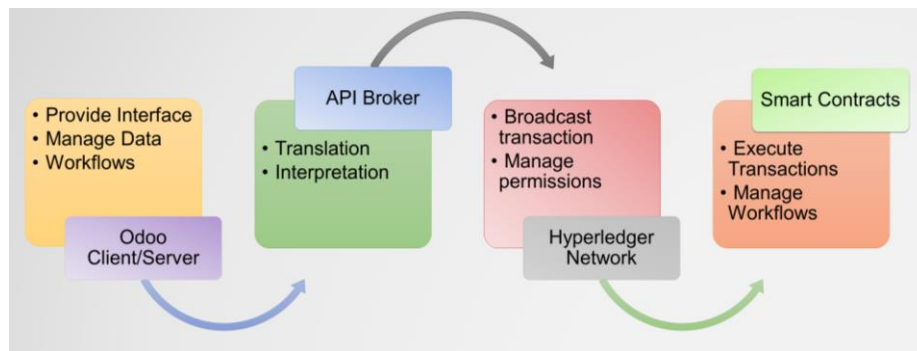 • Provide Interface
• Manage Data
• Workflows
Odoo
Client/Server
API Broker
• Translation
• Interpretation
• Broadcast
transaction
• Manage
permissions
Hyperledger
Network
Smart Contracts
• Execute
Transactions
• Manage
Workflows